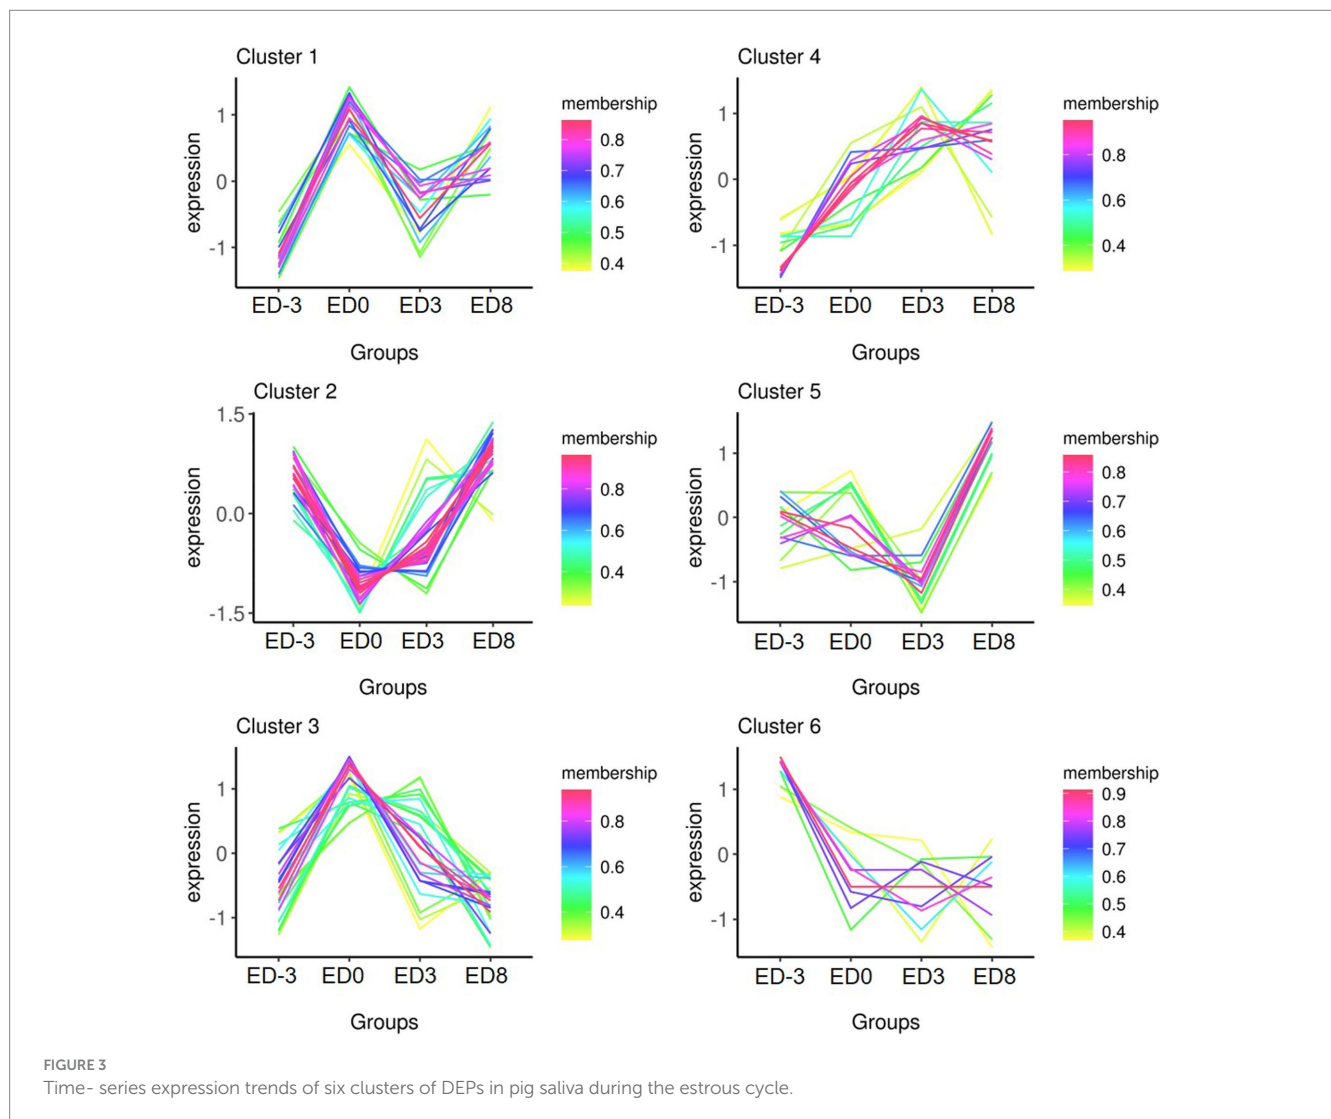 Cluster 1
expression
1
0
-1
ED-3 ED0 ED3 ED8
Groups
membership
0.8
0.7
0.6
0.5
0.4
Cluster 4
expression
1
0
-1
ED-3 ED0 ED3 ED8
Groups
membership
0.8
0.6
0.4
Cluster 2
expression
1.5
0.0
-1.5
ED-3 ED0 ED3 ED8
Groups
membership
0.8
0.6
0.4
Cluster 5
expression
1
0
-1
ED-3 ED0 ED3 ED8
Groups
membership
0.8
0.7
0.6
0.5
0.4
Cluster 3
expression
1
0
-1
ED-3 ED0 ED3 ED8
Groups
membership
0.8
0.6
0.4
Cluster 6
expression
1
0
-1
ED-3 ED0 ED3 ED8
Groups
membership
0.9
0.8
0.7
0.6
0.5
0.4
FIGURE 3
Time- series expression trends of six clusters of DEPs in pig saliva during the estrous cycle.